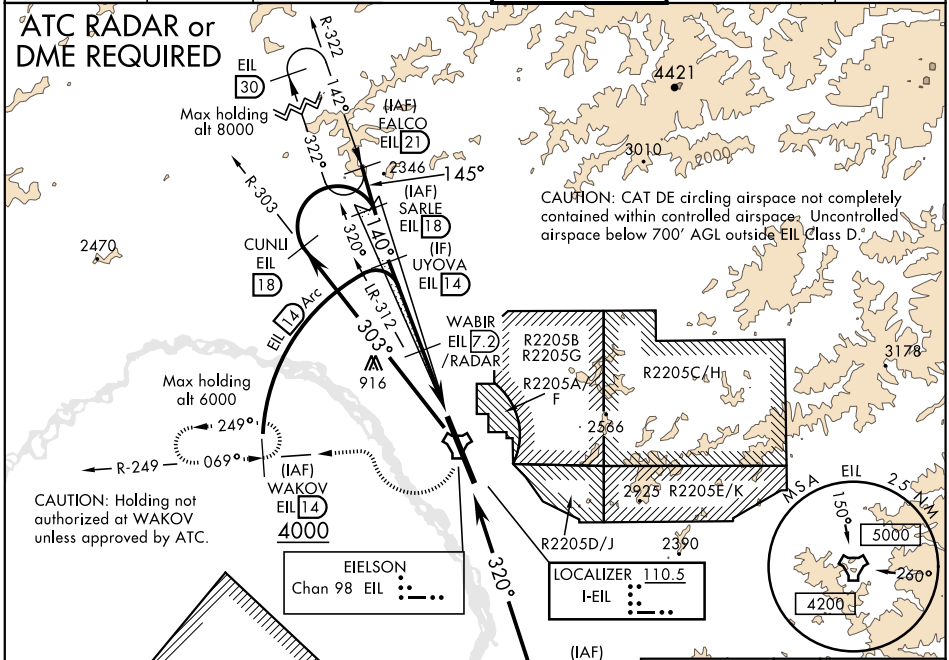 ATC RADAR or
DME REQUIRED
R-322
EIL
30
142°
Max holding
alt 8000
322°
(IAF)
FALCO
EIL 21
2346
145°
4421
3010
2000
R-303
(IAF)
SARLE
EIL 18
CAUTION: CAT DE circling airspace not completely
contained within controlled airspace. Uncontrolled
airspace below 700' AGL outside EIL Class D.
2470
CUNLI
EIL
18
320°
140°
(IF)
UYOVA
EIL 14
EIL 14 Arc
LR-312
303°
916
WABIR
EIL 7.2
/RADAR
R2205B
R2205G
R2205A/
F
R2205C/H
3178
2566
Max holding
alt 6000
249°
R-249
069°
(IAF)
WAKOV
EIL 14
4000
CAUTION: Holding not
authorized at WAKOV
unless approved by ATC.
2925
R2205E/K
R2205D/J
2390
EIELSON
Chan 98 EIL
320°
LOCALIZER 110.5
I-EIL
MSA EIL 25 NM
150°
5000
260°
4200
(IAF)